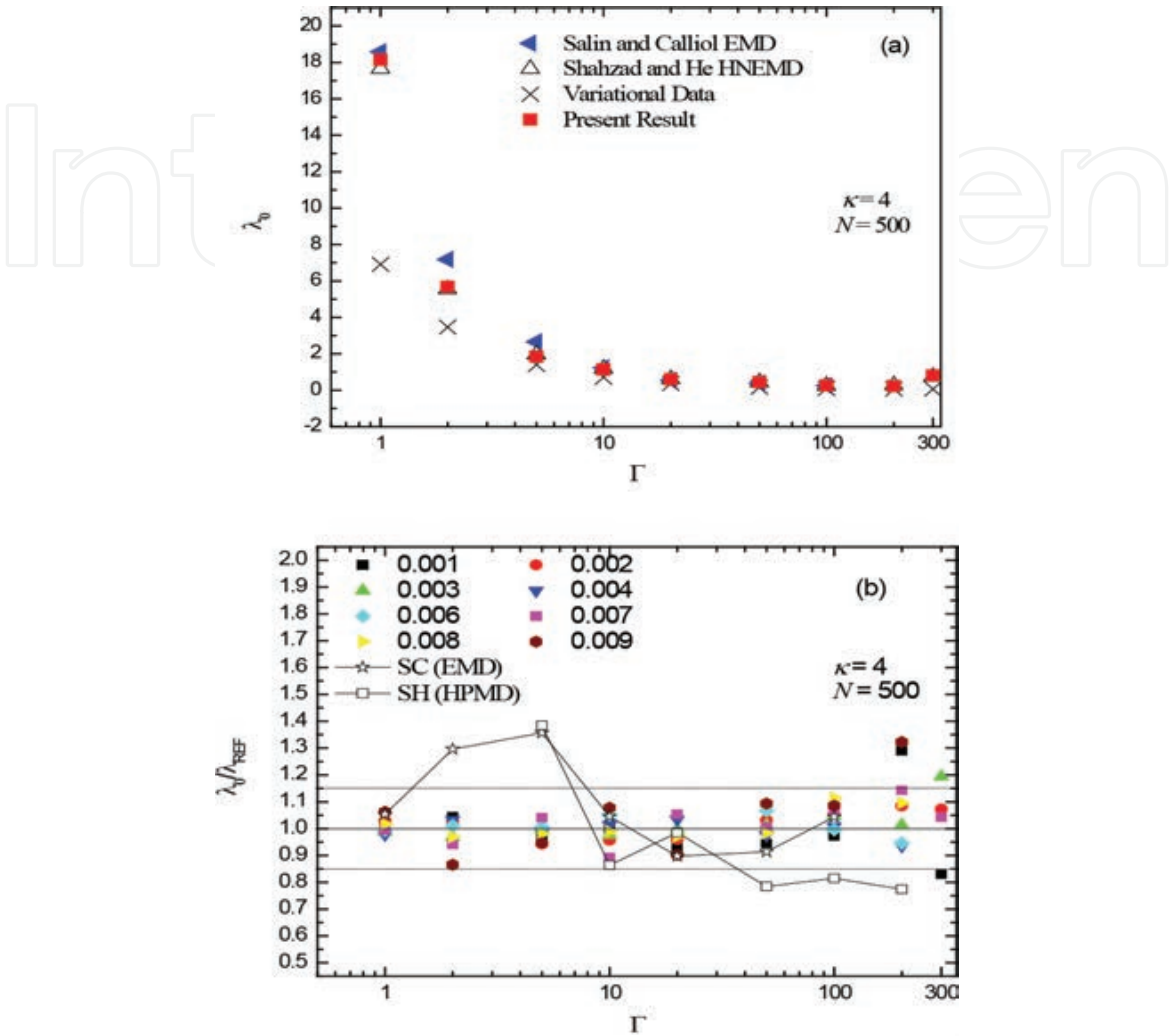 Inte en
20
18
16
14
12
10
8
6
4
2
0
-2
λ₀
Salin and Calliol EMD
Shahzad and He HNEMD
Variational Data
Present Result
(a)
κ = 4
N = 500
1
10
100
300
Γ
2.0
1.9
1.8
1.7
1.6
1.5
1.4
1.3
1.2
1.1
1.0
0.9
0.8
0.7
0.6
0.5
λ₀/λREF
0.001 0.002
0.003 0.004
0.006 0.007
0.008 0.009
SC (EMD)
SH (HPMD)
(b)
κ = 4
N = 500
1
10
100
300
Γ